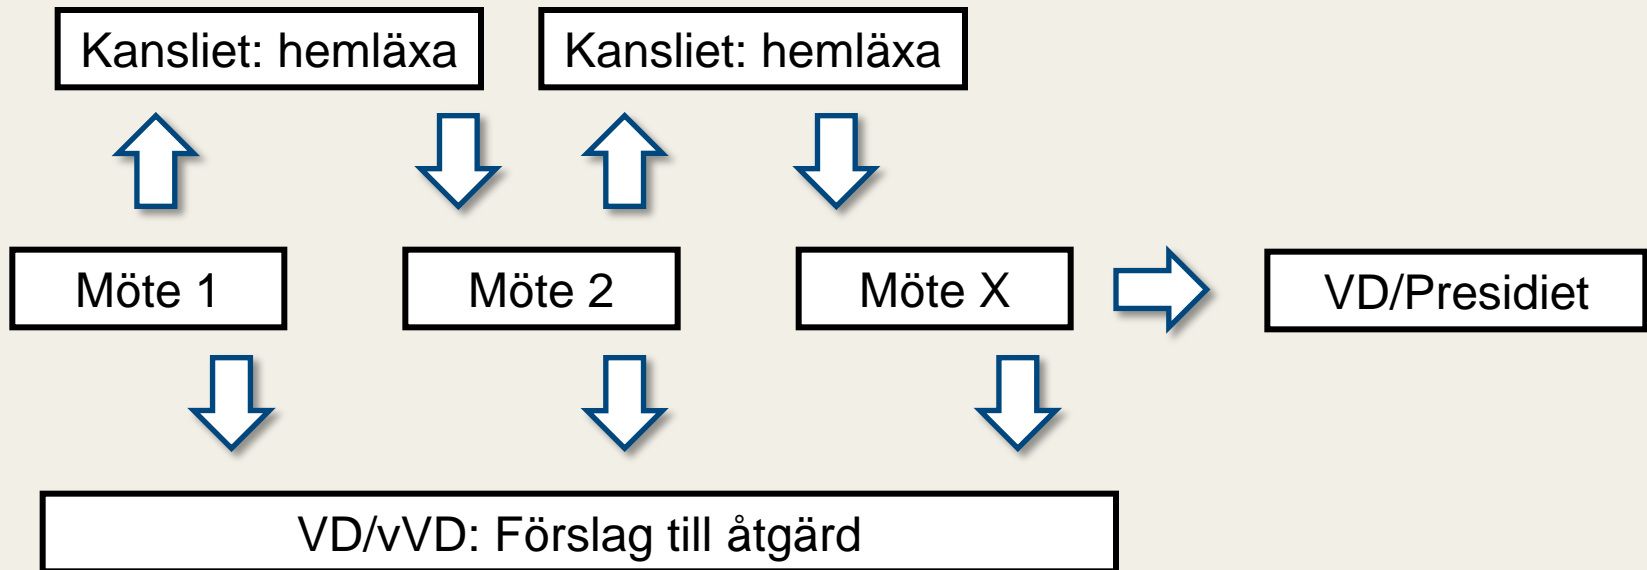 Kansliet: hemläxa
Kansliet: hemläxa
Möte 1
Möte 2
Möte X
VD/Presidiet
VD/vVD: Förslag till åtgärd